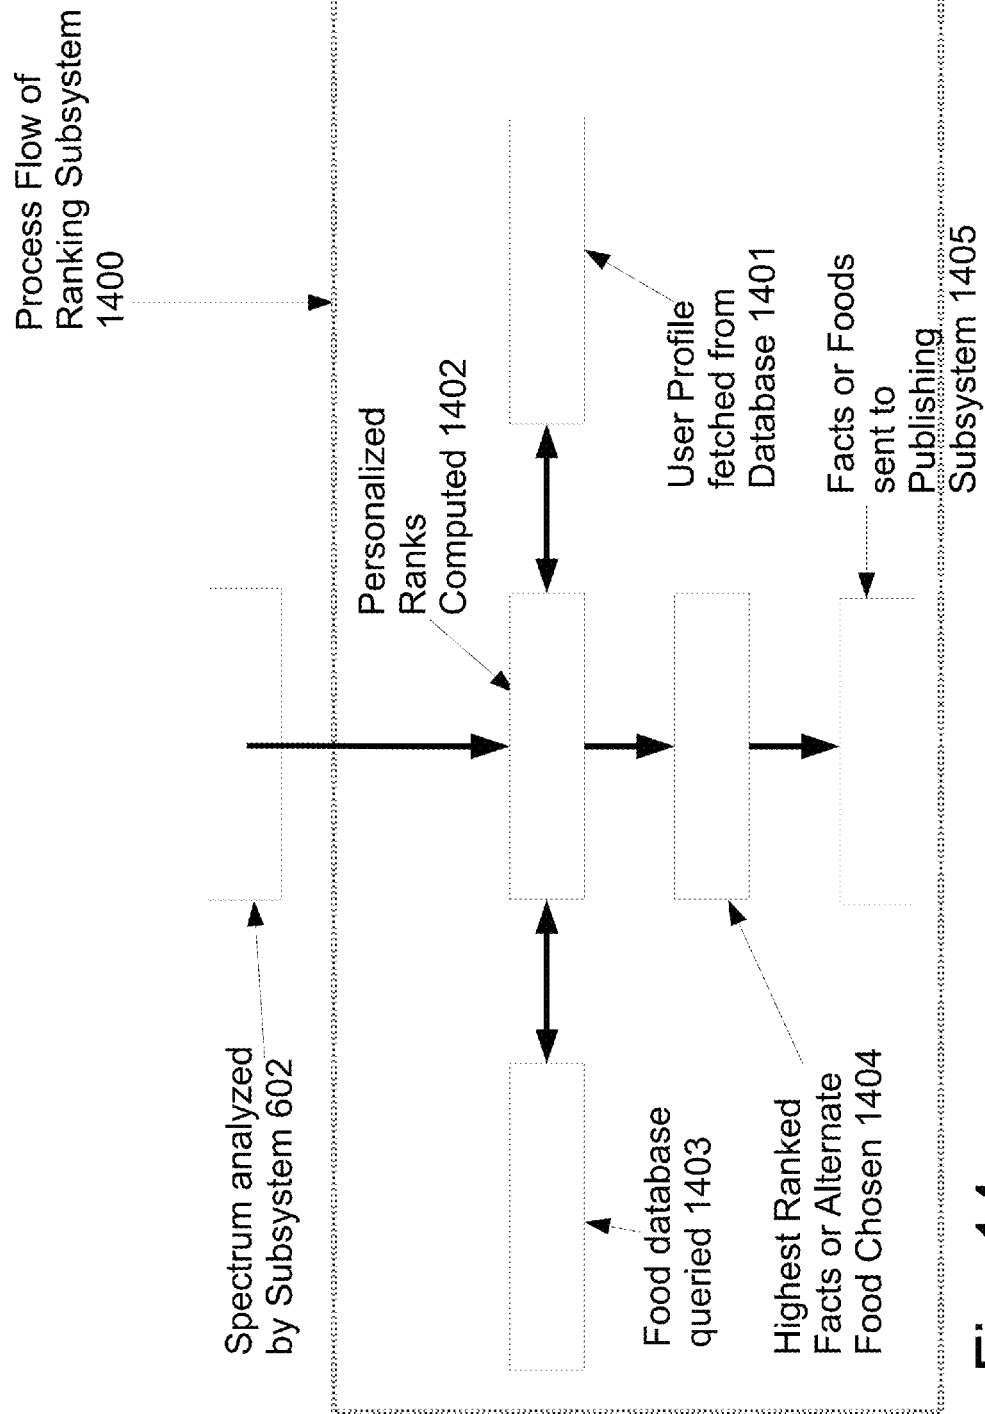 Process Flow of
Ranking Subsystem
1400
Spectrum analyzed
by Subsystem 602
Personalized
Ranks
Computed 1402
Food database
queried 1403
User Profile
fetched from
Database 1401
Highest Ranked
Facts or Alternate
Food Chosen 1404
Facts or Foods
sent to
Publishing
Subsystem 1405